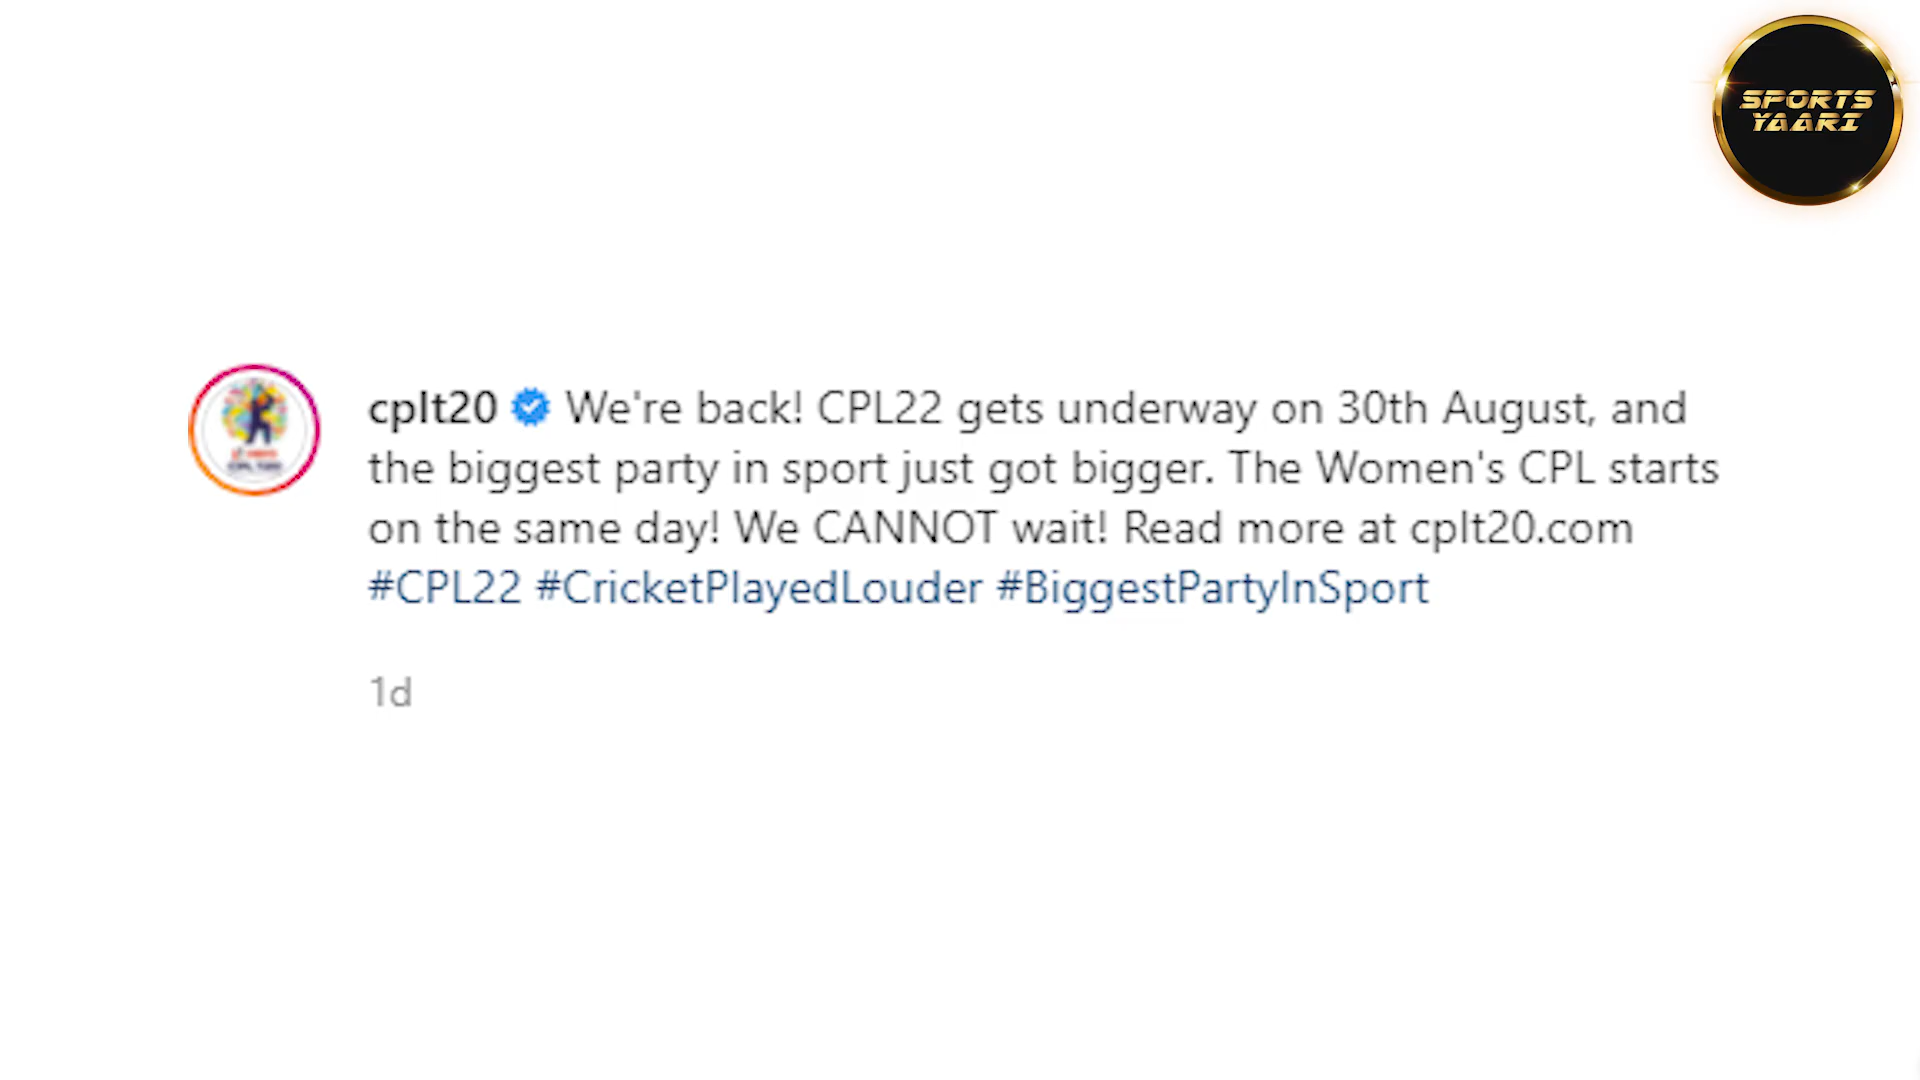 SPORTS
YAARI
cplt20 We're back! CPL22 gets underway on 30th August, and
the biggest party in sport just got bigger. The Women's CPL starts
on the same day! We CANNOT wait! Read more at cplt20.com
#CPL22 #CricketPlayedLouder #BiggestPartyInSport
1d